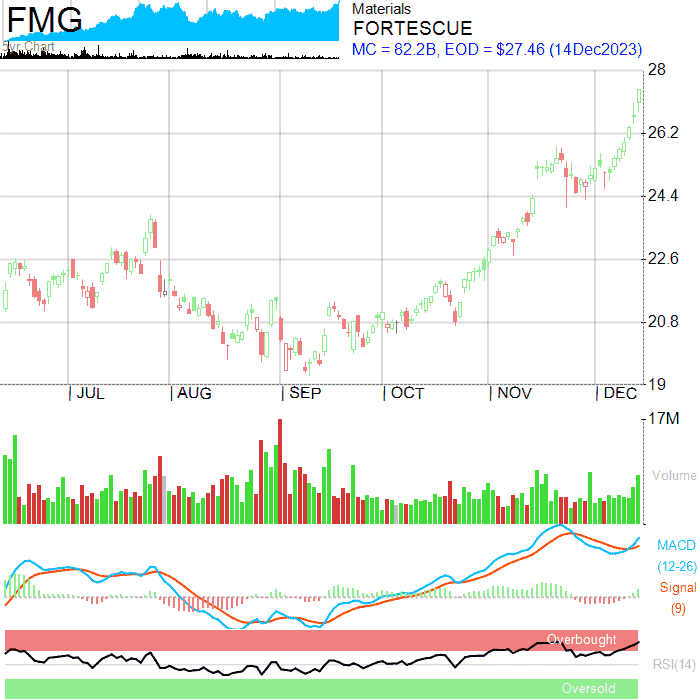 FMG
5yr Chart
Materials
FORTESCUE
MC = 82.2B, EOD = $27.46 (14Dec2023)
28
26.2
24.4
22.6
20.8
19
JUL AUG SEP OCT NOV DEC
17M
Volume
MACD
(12-26)
Signal
(9)
Overbought
RSI(14)
Oversold